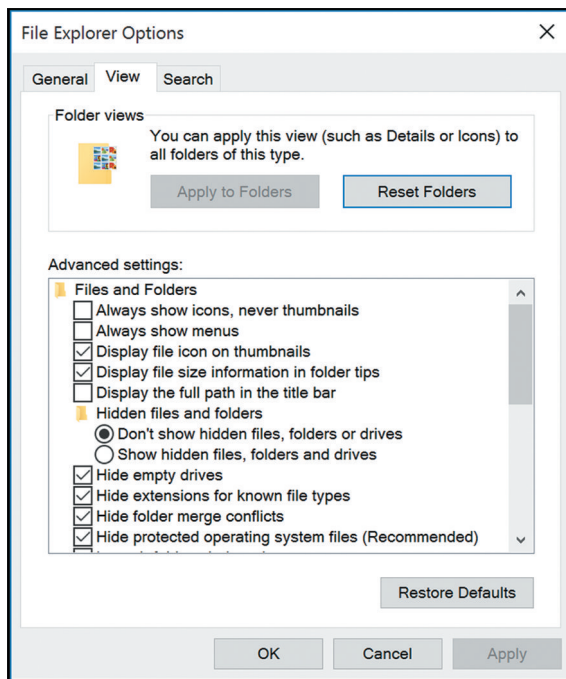 File Explorer Options
General View Search
Folder views
You can apply this view (such as Details or Icons) to
all folders of this type.
Apply to Folders Reset Folders
Advanced settings:
Files and Folders
Always show icons, never thumbnails
Always show menus
Display file icon on thumbnails
Display file size information in folder tips
Display the full path in the title bar
Hidden files and folders
Don't show hidden files, folders or drives
Show hidden files, folders and drives
Hide empty drives
Hide extensions for known file types
Hide folder merge conflicts
Hide protected operating system files (Recommended)
Restore Defaults
OK Cancel Apply